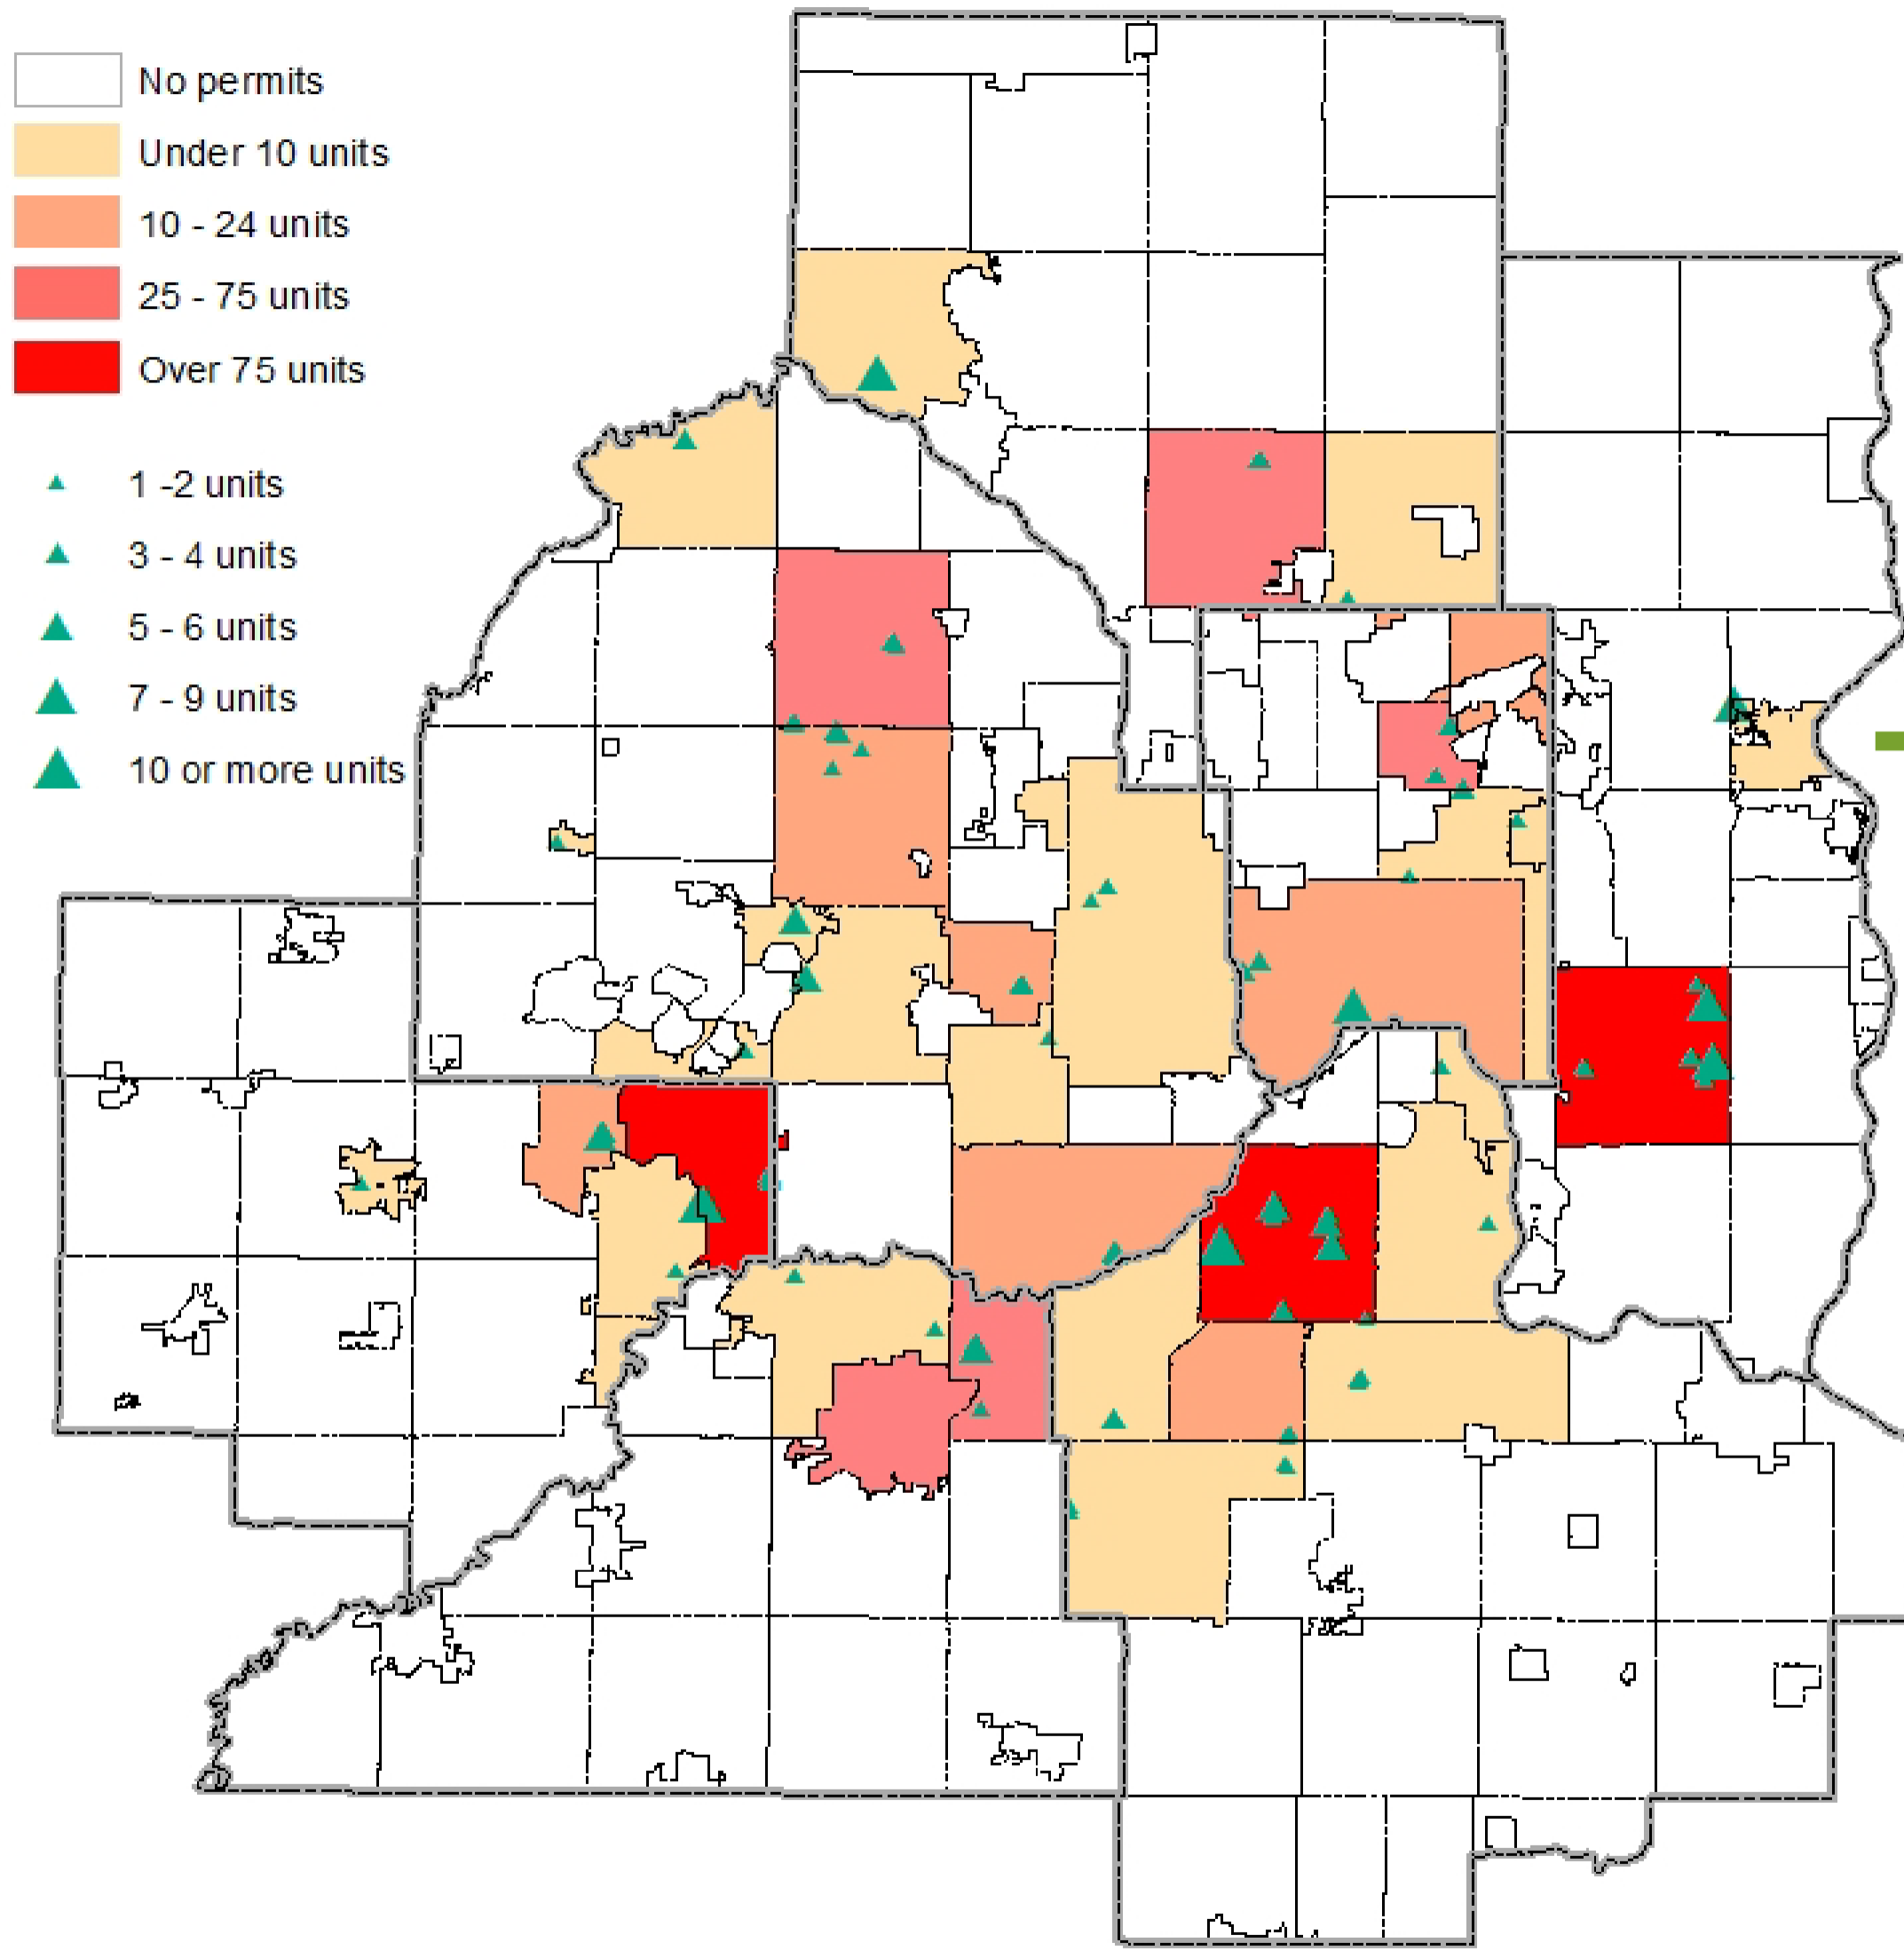 No permits
Under 10 units
10 - 24 units
25 - 75 units
Over 75 units
1 -2 units
3 - 4 units
5 - 6 units
7 - 9 units
10 or more units